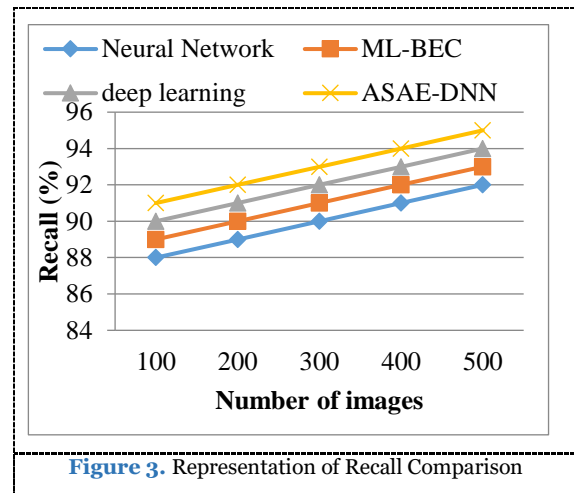 Neural Network ML-BEC
deep learning ASAE-DNN
96
94
92
90
88
86
84
Recall (%)
100 200 300 400 500
Number of images
Figure 3. Representation of Recall Comparison